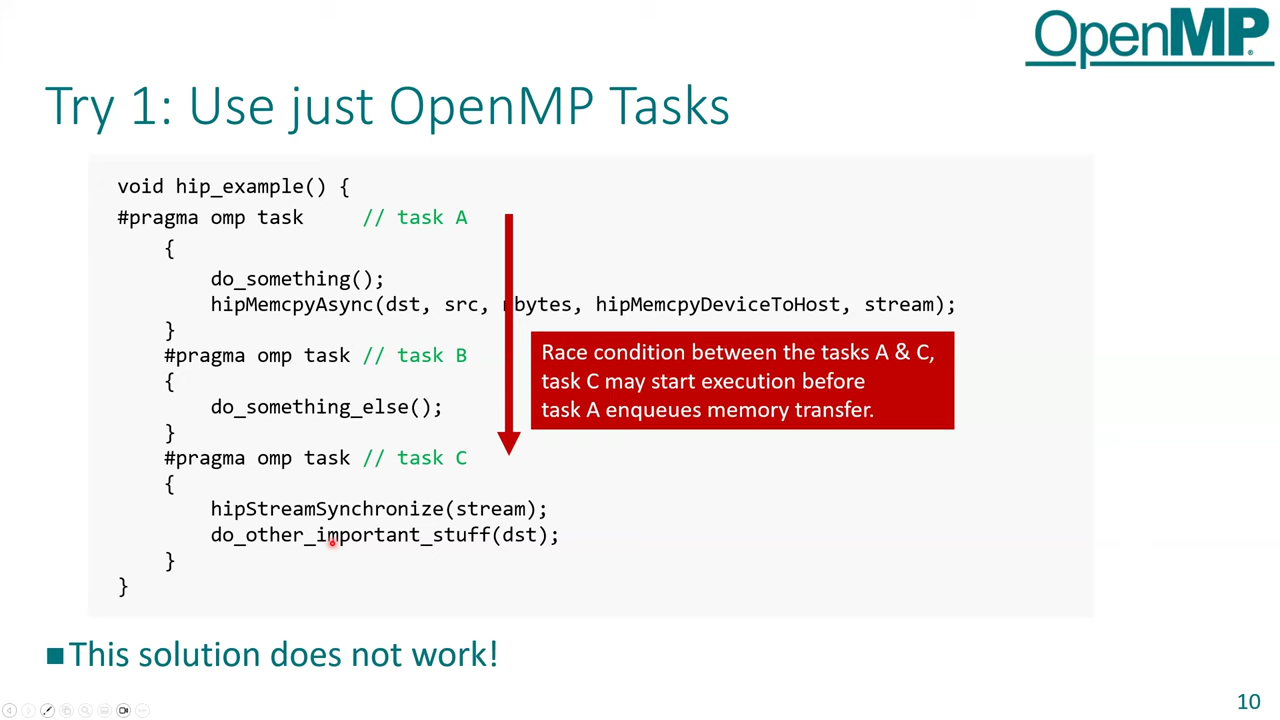 OpenMP
Try 1: Use just OpenMP Tasks
void hip_example() {
#pragma omp task     // task A
    {
        do_something();
        hipMemcpyAsync(dst, src, nbytes, hipMemcpyDeviceToHost, stream);
    }
    #pragma omp task // task B
    {
        do_something_else();
    }
    #pragma omp task // task C
    {
        hipStreamSynchronize(stream);
        do_other_important_stuff(dst);
    }
}
Race condition between the tasks A & C,
task C may start execution before
task A enqueues memory transfer.
This solution does not work!
10